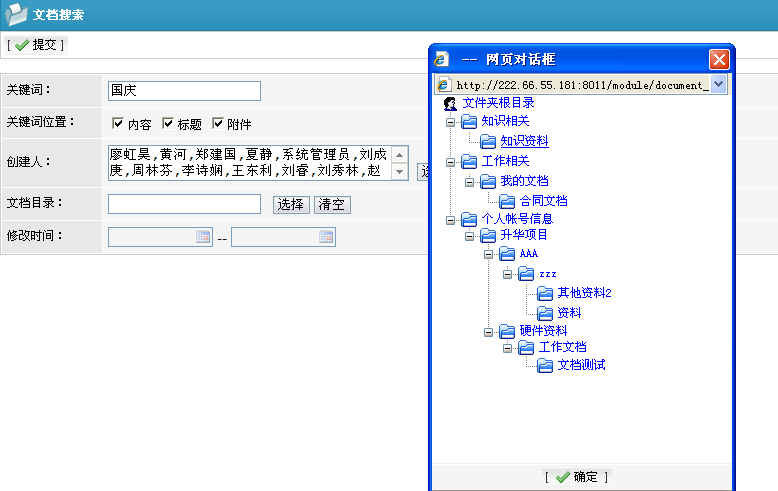 文档搜索
[ 提交 ]
关键词：
国庆
关键词位置：
内容 标题 附件
创建人：
廖虹昊,黄河,郑建国,夏静,系统管理员,刘成
庚,周林芬,李诗娴,王东利,刘睿,刘秀林,赵
文档目录：
选择 清空
修改时间：
--
-- 网页对话框
http://222.66.55.181:8011/module/document_
文件夹根目录
知识相关
知识资料
工作相关
我的文档
合同文档
个人帐号信息
升华项目
AAA
zzz
其他资料2
资料
硬件资料
工作文档
文档测试
[ 确定 ]